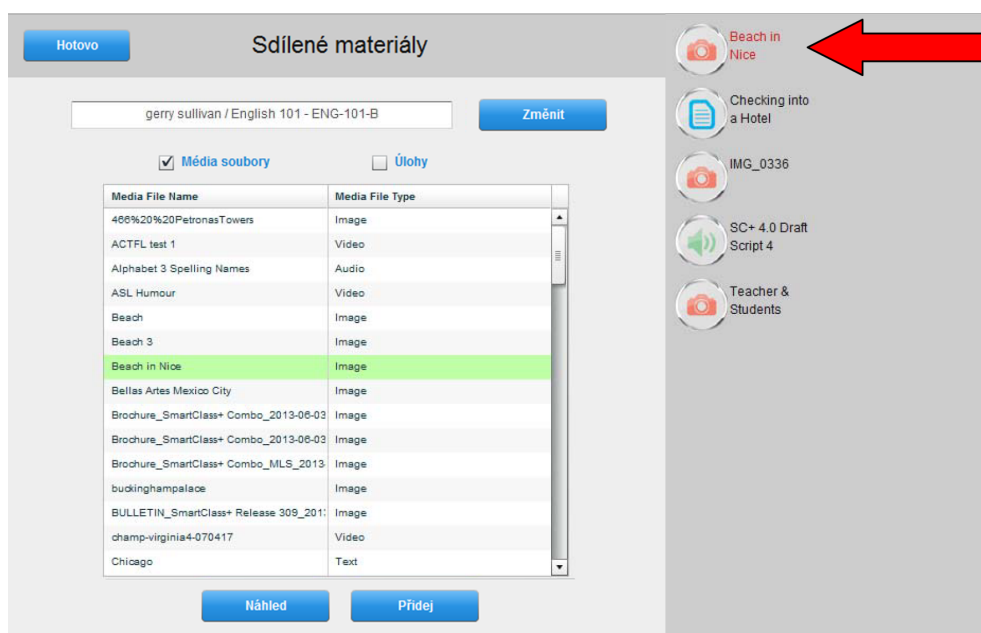 Hotovo
Sdílené materiály
gerry sullivan / English 101 - ENG-101-B
Změnit
Média soubory
Úlohy
Media File Name Media File Type
466%20%20PetronasTowers Image
ACTFL test 1 Video
Alphabet 3 Spelling Names Audio
ASL Humour Video
Beach Image
Beach 3 Image
Beach in Nice Image
Bellas Artes Mexico City Image
Brochure_SmartClass+ Combo_2013-06-03 Image
Brochure_SmartClass+ Combo_2013-06-03 Image
Brochure_SmartClass+ Combo_MLS_2013- Image
buckinghampalace Image
BULLETIN_SmartClass+ Release 309_201 Image
champ-virginia4-070417 Video
Chicago Text
Náhled
Přidej
Beach in
Nice
Checking into
a Hotel
IMG_0336
SC+ 4.0 Draft
Script 4
Teacher &
Students